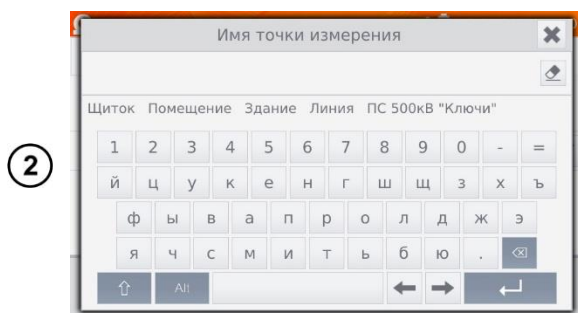 2
Имя точки измерения
Щиток Помещение Здание Линия ПС 500кВ "Ключи"
1 2 3 4 5 6 7 8 9 0 - =
й ц у к е н г ш щ з х ъ
ф ы в а п р о л д ж э
я ч с м и т ь б ю .
Alt